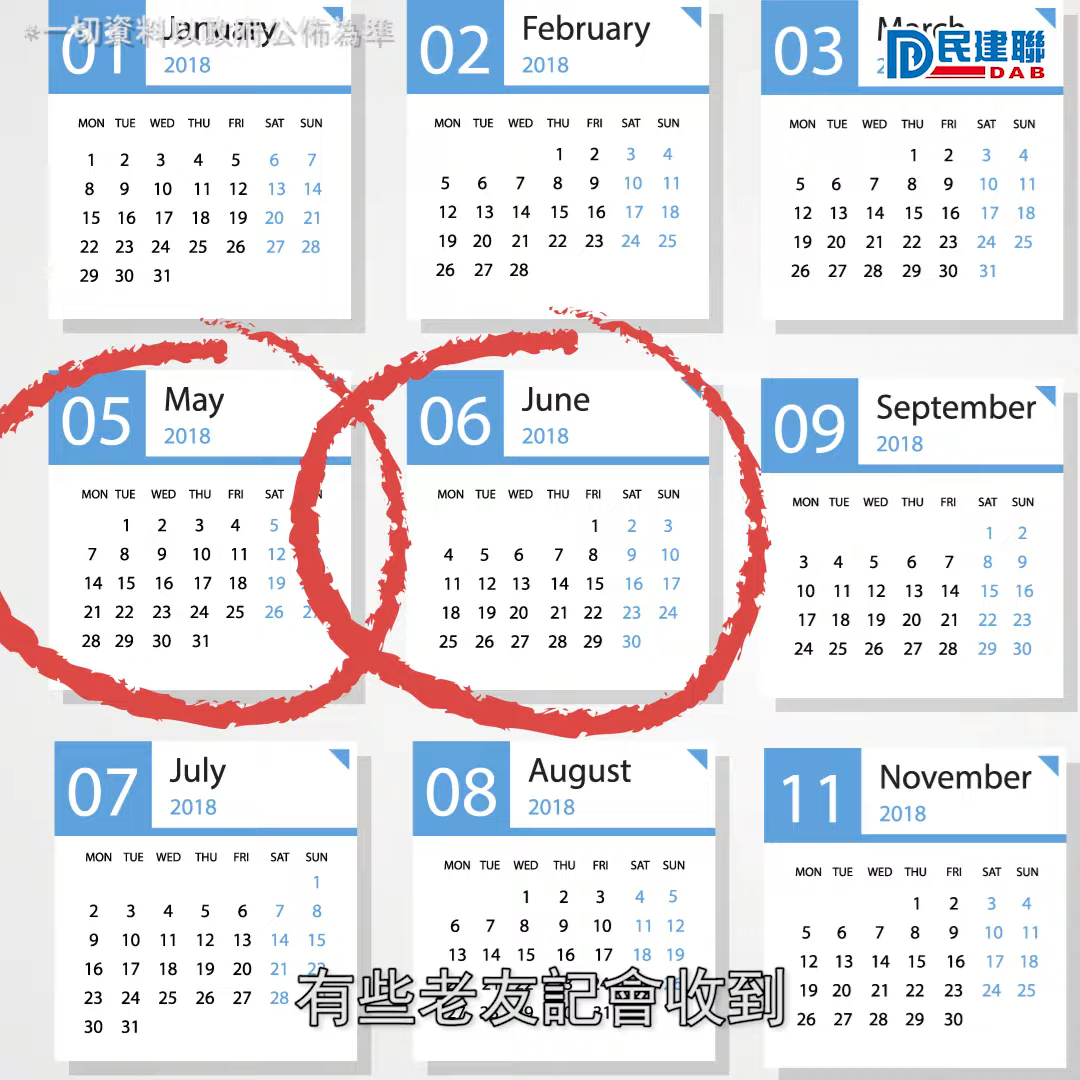 *一切資料以政府公佈為準
民建聯
DAB
01 January
2018
MON TUE WED THU FRI SAT SUN
1 2 3 4 5 6 7
8 9 10 11 12 13 14
15 16 17 18 19 20 21
22 23 24 25 26 27 28
29 30 31
02 February
2018
MON TUE WED THU FRI SAT SUN
1 2 3 4
5 6 7 8 9 10 11
12 13 14 15 16 17 18
19 20 21 22 23 24 25
26 27 28
03 March
MON TUE WED THU FRI SAT SUN
1 2 3 4
5 6 7 8 9 10 11
12 13 14 15 16 17 18
19 20 21 22 23 24 25
26 27 28 29 30 31
05 May
2018
MON TUE WED THU FRI SAT
1 2 3 4 5
7 8 9 10 11 12
14 15 16 17 18 19
21 22 23 24 25 26
28 29 30 31
06 June
2018
MON TUE WED THU FRI SAT SUN
1 2 3
4 5 6 7 8 9 10
11 12 13 14 15 16 17
18 19 20 21 22 23 24
25 26 27 28 29 30
09 September
2018
MON TUE WED THU FRI SAT SUN
1 2
3 4 5 6 7 8 9
10 11 12 13 14 15 16
17 18 19 20 21 22 23
24 25 26 27 28 29 30
07 July
2018
MON TUE WED THU FRI SAT SUN
1
2 3 4 5 6 7 8
9 10 11 12 13 14 15
16 17 18 19 20 21 22
23 24 25 26 27 28
30 31
08 August
2018
MON TUE WED THU FRI SAT SUN
1 2 3 4 5
6 7 8 9 10 11 12
13 14 15 16 17 18 19
11 November
2018
MON TUE WED THU FRI SAT SUN
1 2 3 4
5 6 7 8 9 10 11
12 13 14 15 16 17 18
19 20 21 22 23 24 25
26 27 28 29 30
有些老友記會收到